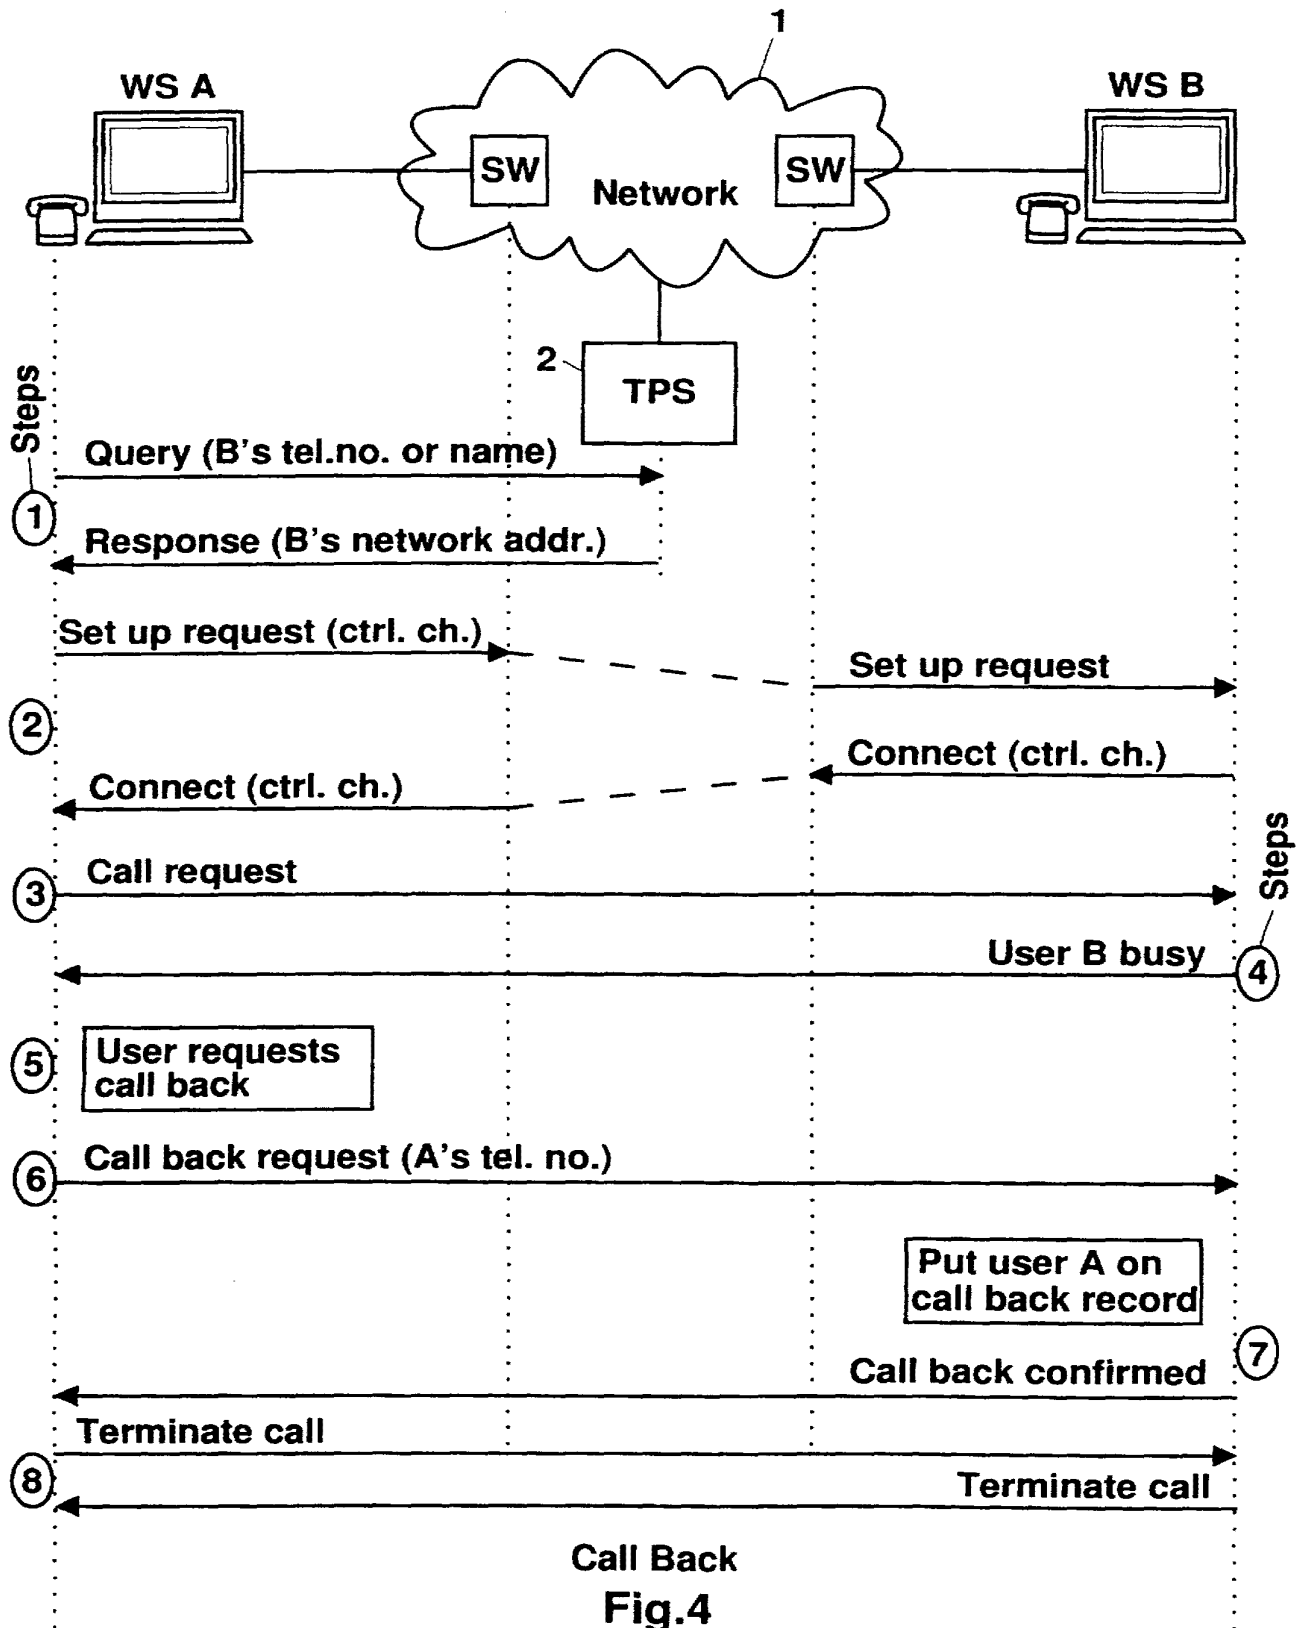 1
WS A
WS B
SW
Network
SW
2
TPS
Steps
Query (B's tel.no. or name)
1
Response (B's network addr.)
Set up request (ctrl. ch.)
Set up request
2
Connect (ctrl. ch.)
Connect (ctrl. ch.)
Steps
Call request
3
User B busy
4
5
User requests
call back
Call back request (A's tel. no.)
6
Put user A on
call back record
7
Call back confirmed
Terminate call
8
Terminate call
Call Back
Fig.4